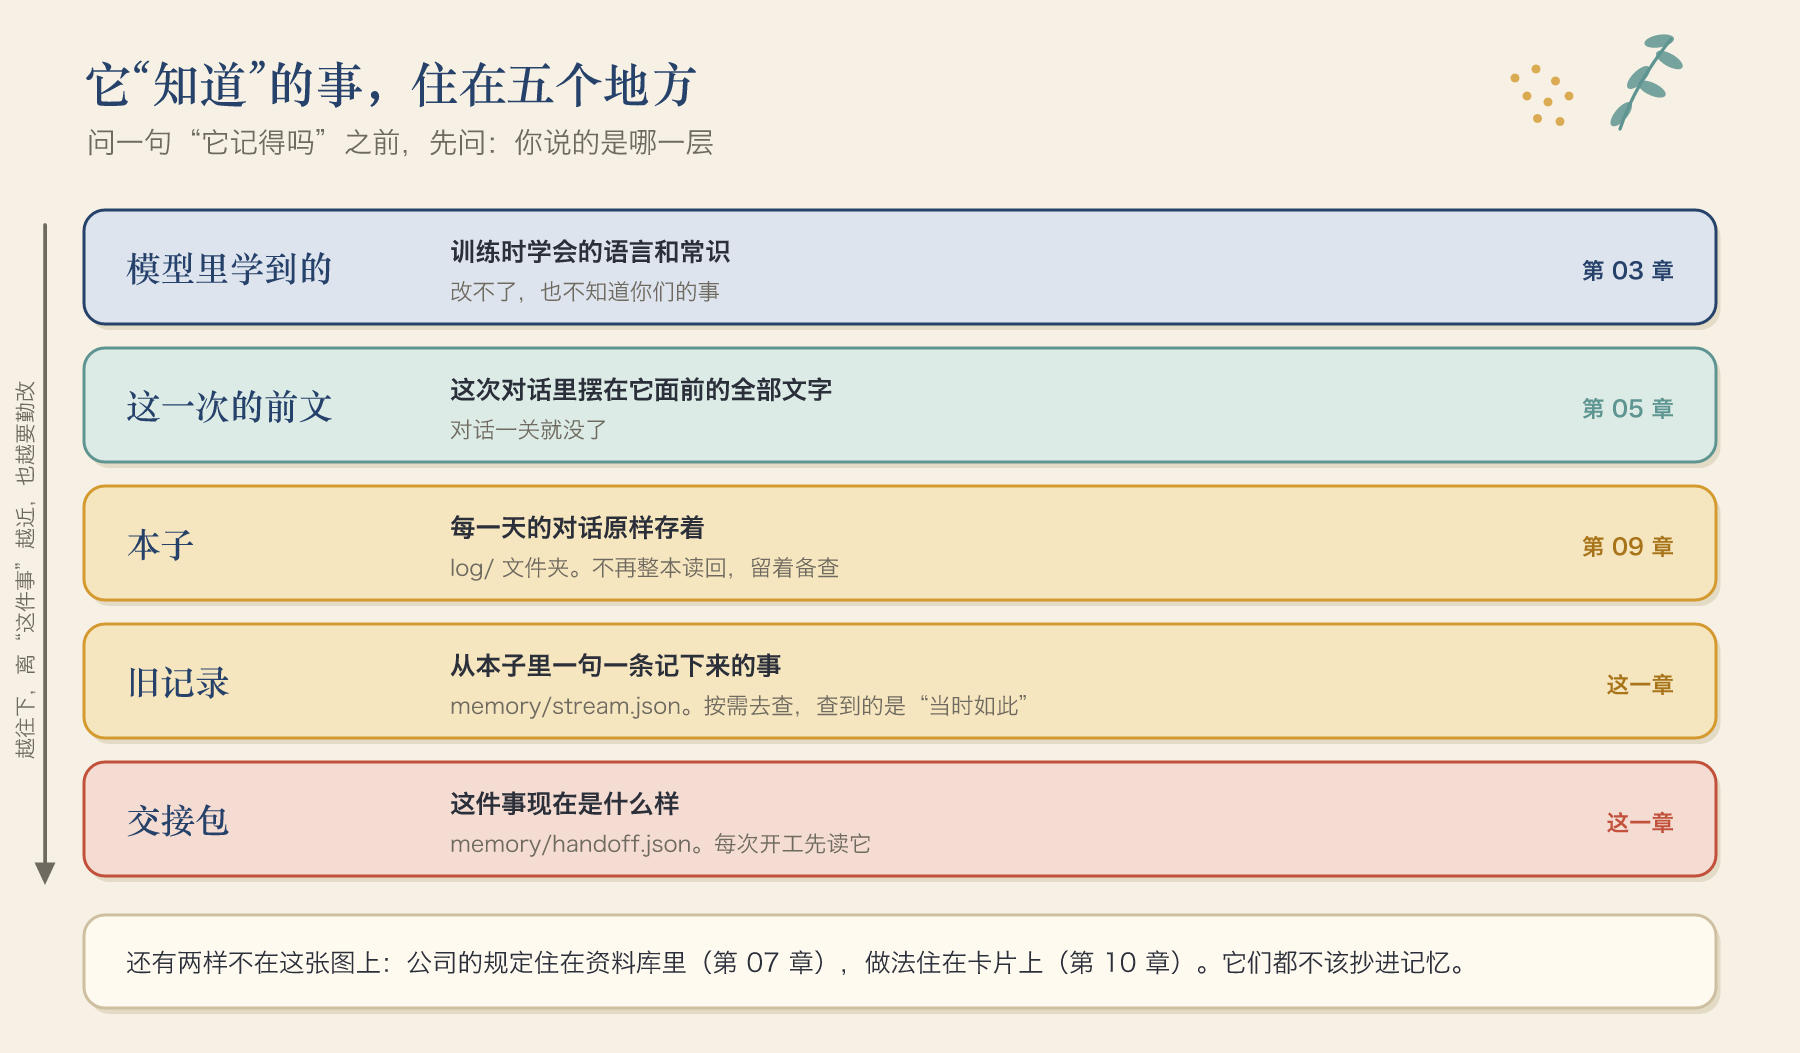 它“知道”的事，住在五个地方
问一句“它记得吗”之前，先问：你说的是哪一层
越往下，离“这件事”越近，也越要勤改
模型里学到的
训练时学会的语言和常识
改不了，也不知道你们的事
第 03 章
这一次的前文
这次对话里摆在它面前的全部文字
对话一关就没了
第 05 章
本子
每一天的对话原样存着
log/ 文件夹。不再整本读回，留着备查
第 09 章
旧记录
从本子里一句一条记下来的事
memory/stream.json。按需去查，查到的是“当时如此”
这一章
交接包
这件事现在是什么样
memory/handoff.json。每次开工先读它
这一章
还有两样不在这张图上：公司的规定住在资料库里（第 07 章），做法住在卡片上（第 10 章）。它们都不该抄进记忆。